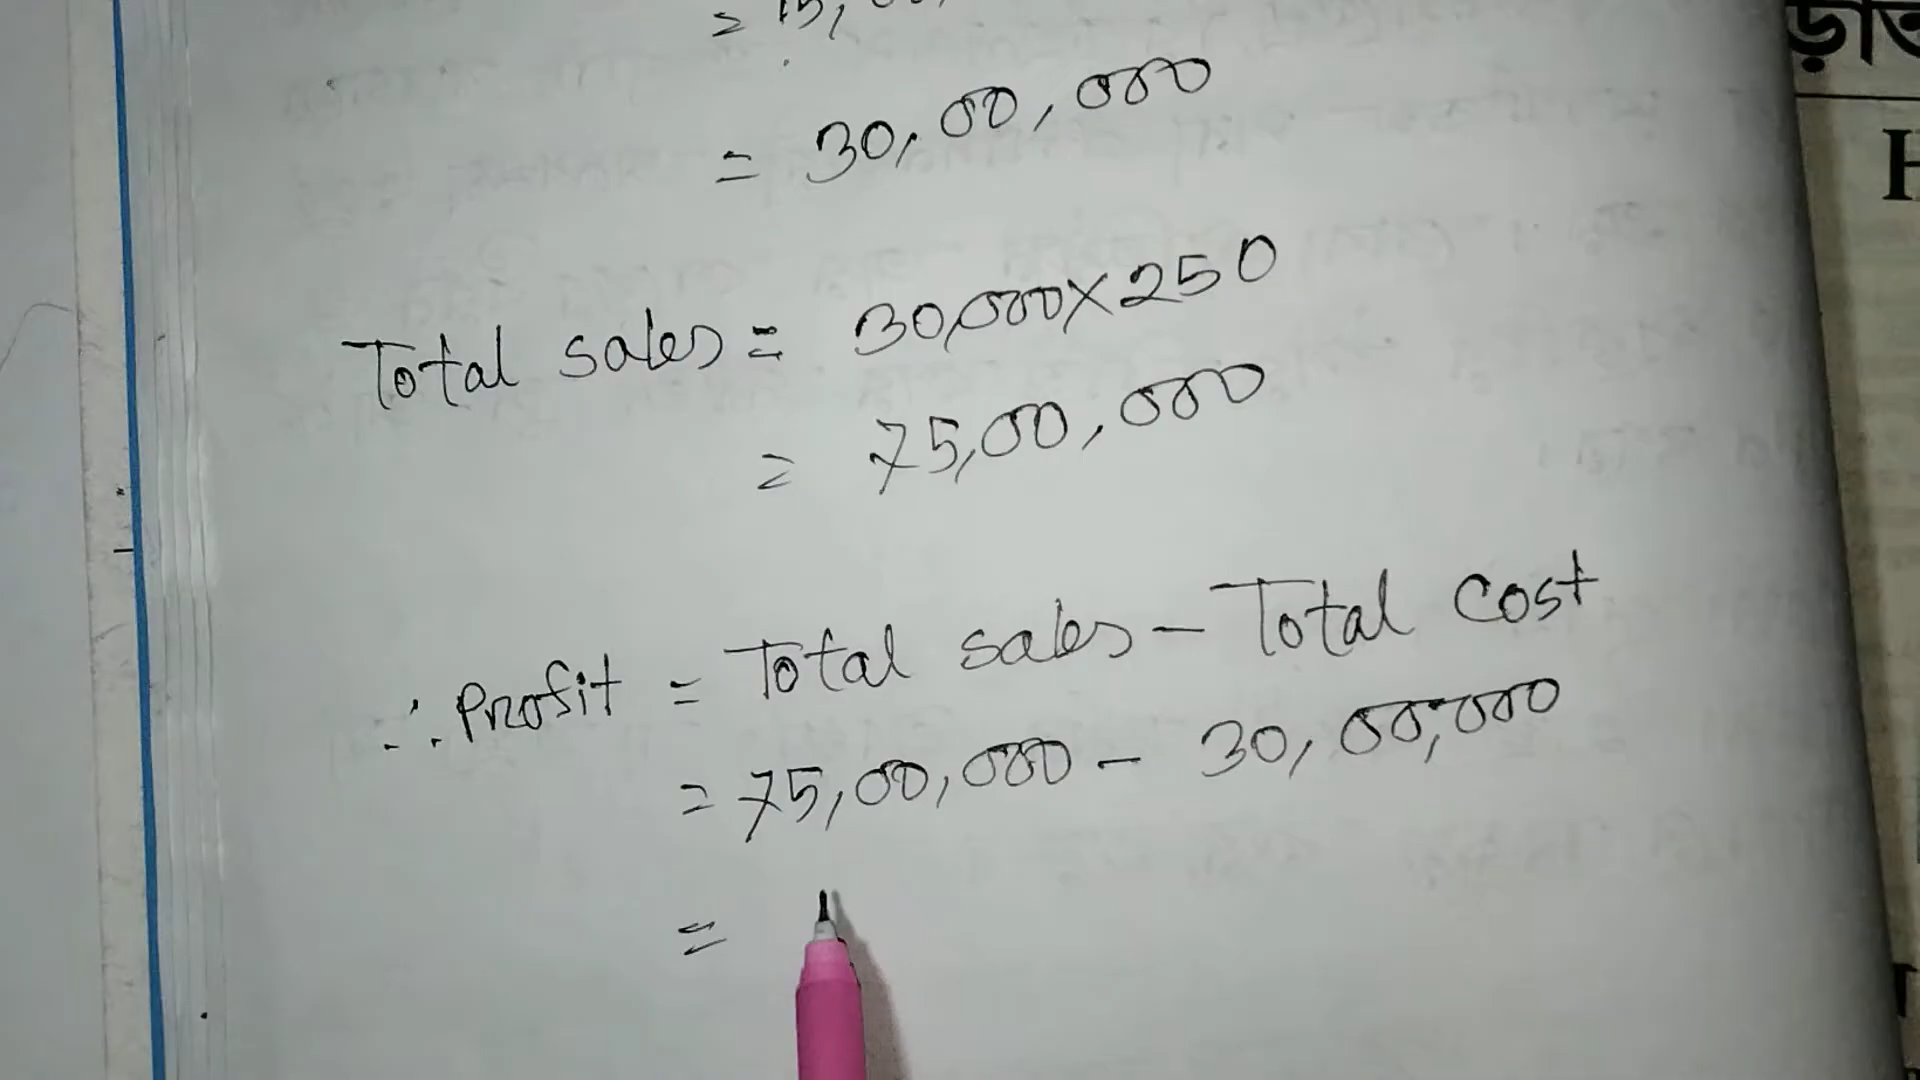 = 15,
= 30,00,000
Total sales = 30,000×250
= 75,00,000
∴ Profit = Total sales – Total cost
= 75,00,000 – 30,00,000
=
H